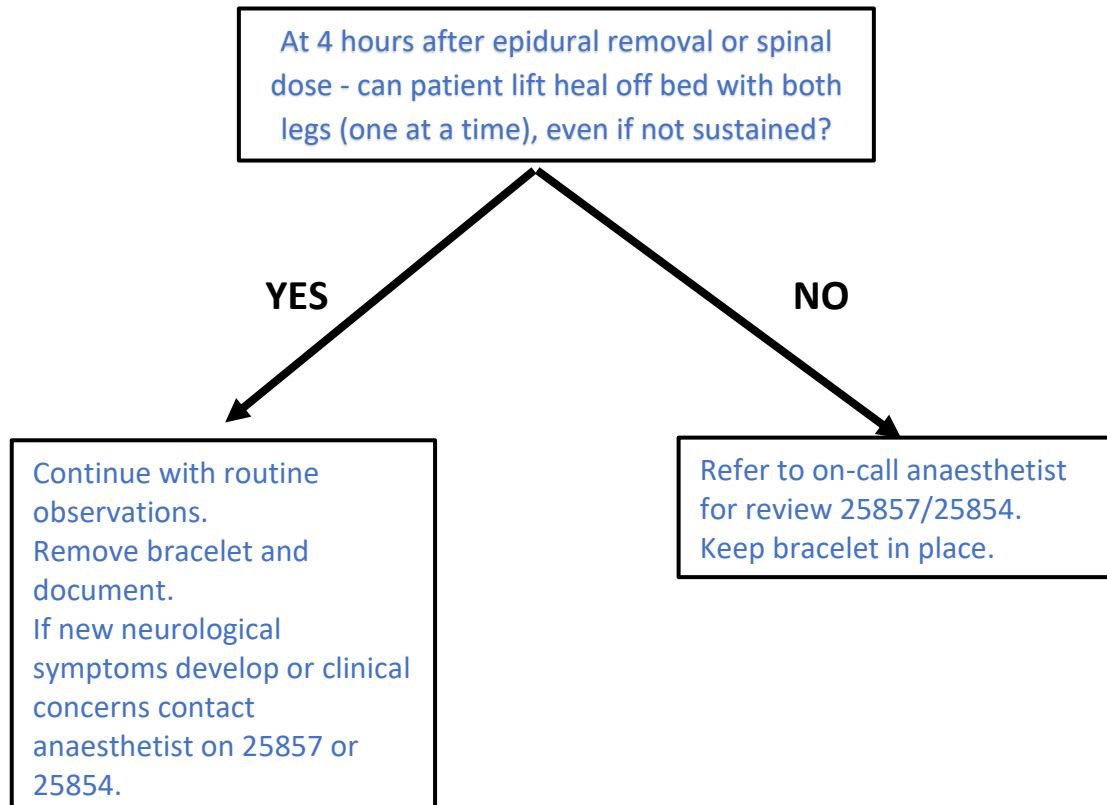 At 4 hours after epidural removal or spinal
dose - can patient lift heal off bed with both
legs (one at a time), even if not sustained?
YES
NO
Continue with routine
observations.
Remove bracelet and
document.
If new neurological
symptoms develop or clinical
concerns contact
anaesthetist on 25857 or
25854.
Refer to on-call anaesthetist
for review 25857/25854.
Keep bracelet in place.